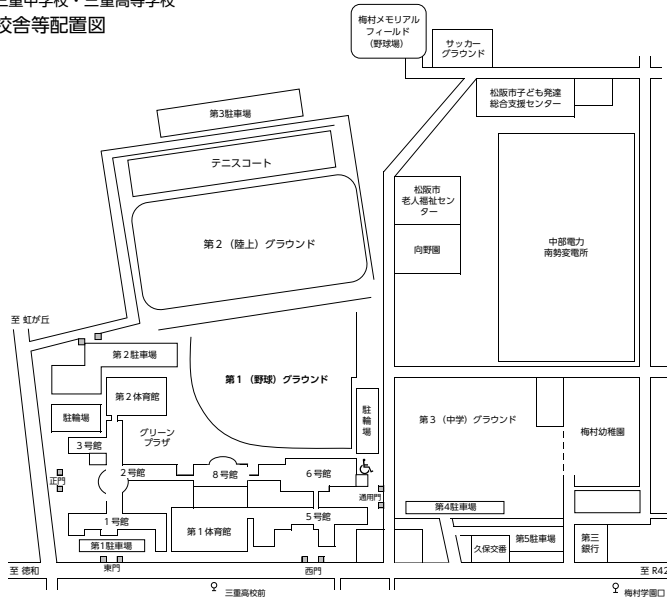 三重中学校・三重高等学校
校舎等配置図
梅村メモリアル
フィールド
(野球場)
サッカー
グラウンド
松阪市子ども発達
総合支援センター
第3駐車場
テニスコート
松阪市
老人福祉セン
ター
第２（陸上）グラウンド
向野園
中部電力
南勢変電所
至 虹が丘
第２駐車場
第１（野球）グラウンド
第２体育館
駐輪場
駐
輪
場
グリーン
プラザ
第３（中学）グラウンド
梅村幼稚園
３号館
２号館
８号館
６号館
正門
通用門
１号館
第１体育館
５号館
第4駐車場
第1駐車場
久保交番
第5駐車場
第三
銀行
至 徳和
東門
西門
至 R42
三重高校前
梅村学園口